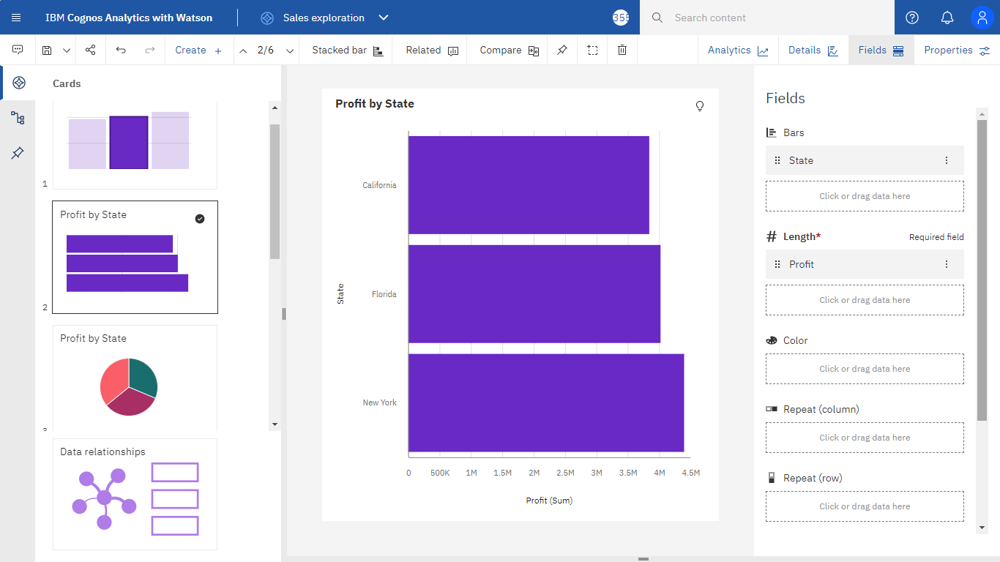 IBM Cognos Analytics with Watson
Sales exploration
355
Search content
Create
2/6
Stacked bar
Related
Compare
Analytics
Details
Fields
Properties
Cards
1
Profit by State
2
Profit by State
Data relationships
Profit by State
State
California
Florida
New York
0 500K 1M 1.5M 2M 2.5M 3M 3.5M 4M 4.5M
Profit (Sum)
Fields
Bars
State
Click or drag data here
Length* Required field
Profit
Click or drag data here
Color
Click or drag data here
Repeat (column)
Click or drag data here
Repeat (row)
Click or drag data here